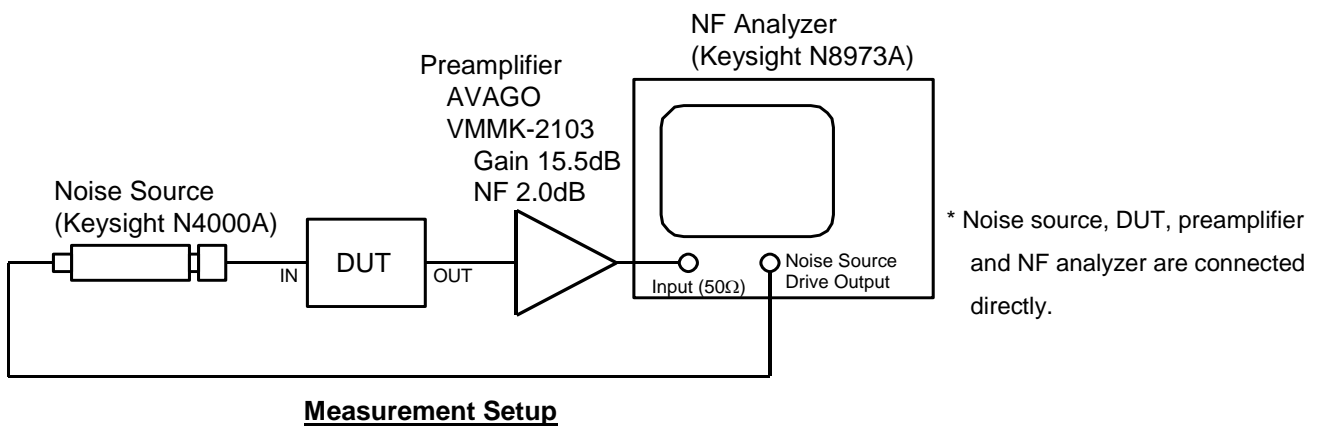 NF Analyzer
(Keysight N8973A)
Preamplifier
AVAGO
VMMK-2103
Gain 15.5dB
NF 2.0dB
Noise Source
(Keysight N4000A)
IN
DUT
OUT
Input (50Ω)
Noise Source
Drive Output
* Noise source, DUT, preamplifier
and NF analyzer are connected
directly.
Measurement Setup